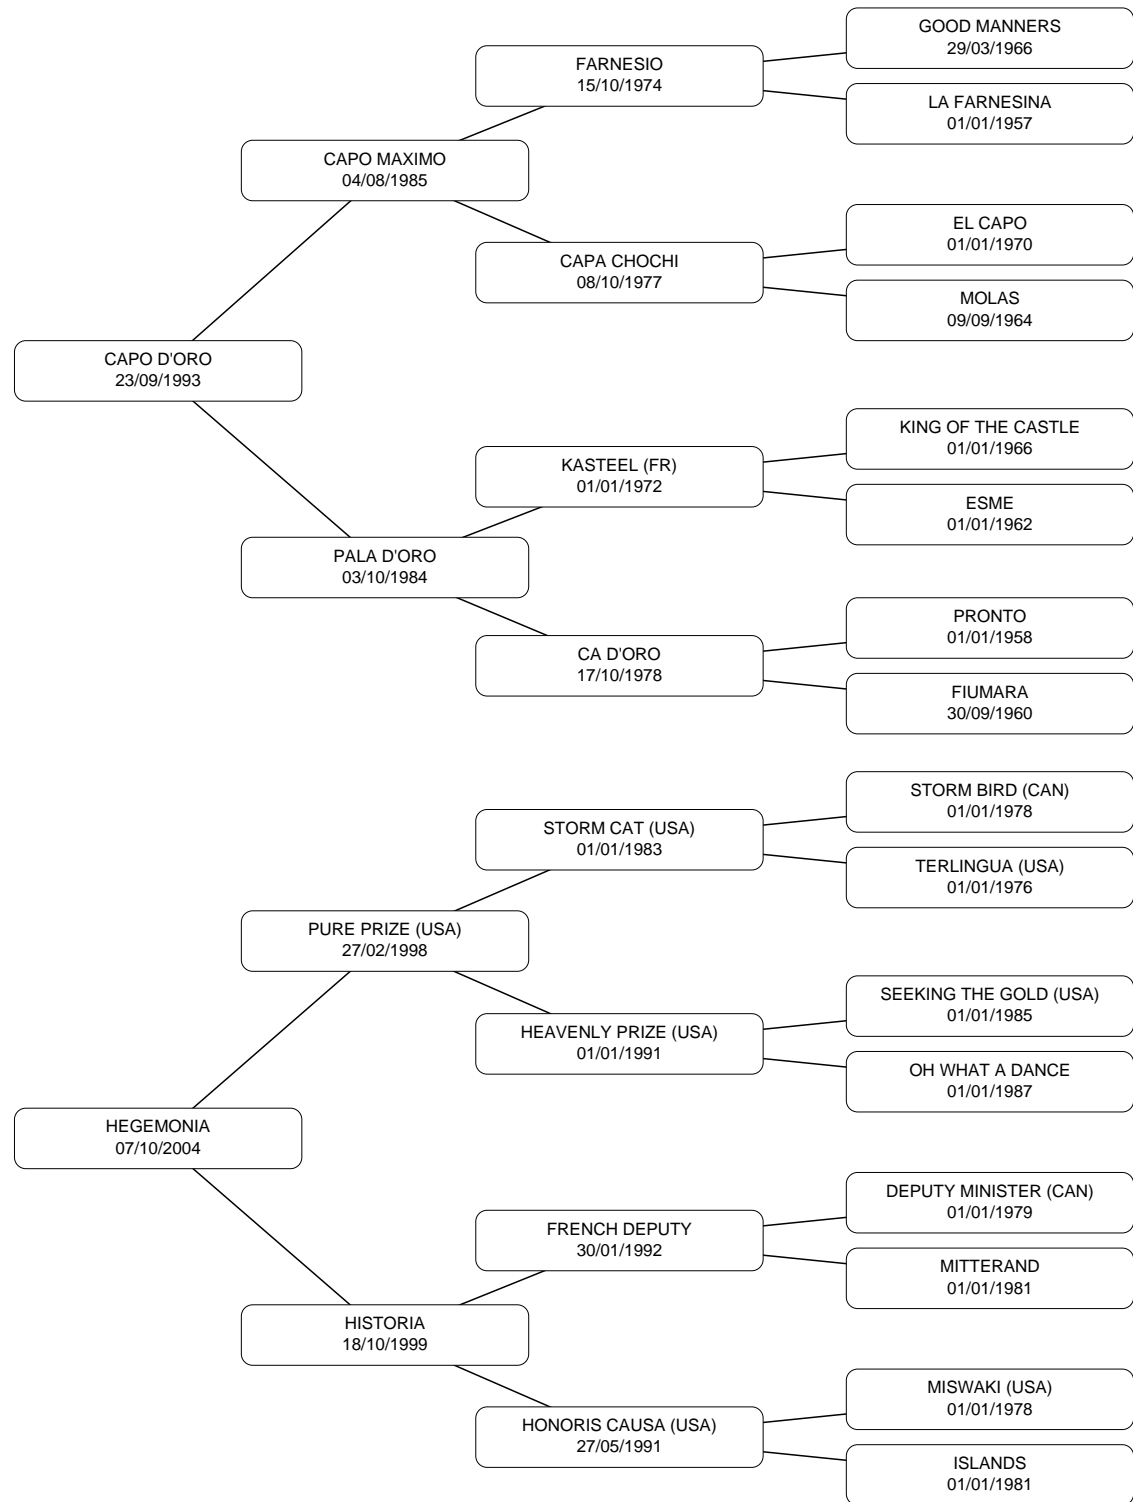 GOOD MANNERS
29/03/1966
FARNESIO
15/10/1974
LA FARNESINA
01/01/1957
CAPO MAXIMO
04/08/1985
EL CAPO
01/01/1970
CAPA CHOCHI
08/10/1977
MOLAS
09/09/1964
CAPO D'ORO
23/09/1993
KING OF THE CASTLE
01/01/1966
KASTEEL (FR)
01/01/1972
ESME
01/01/1962
PALA D'ORO
03/10/1984
PRONTO
01/01/1958
CA D'ORO
17/10/1978
FIUMARA
30/09/1960
STORM BIRD (CAN)
01/01/1978
STORM CAT (USA)
01/01/1983
TERLINGUA (USA)
01/01/1976
PURE PRIZE (USA)
27/02/1998
SEEKING THE GOLD (USA)
01/01/1985
HEAVENLY PRIZE (USA)
01/01/1991
OH WHAT A DANCE
01/01/1987
HEGEMONIA
07/10/2004
DEPUTY MINISTER (CAN)
01/01/1979
FRENCH DEPUTY
30/01/1992
MITTERAND
01/01/1981
HISTORIA
18/10/1999
MISWAKI (USA)
01/01/1978
HONORIS CAUSA (USA)
27/05/1991
ISLANDS
01/01/1981